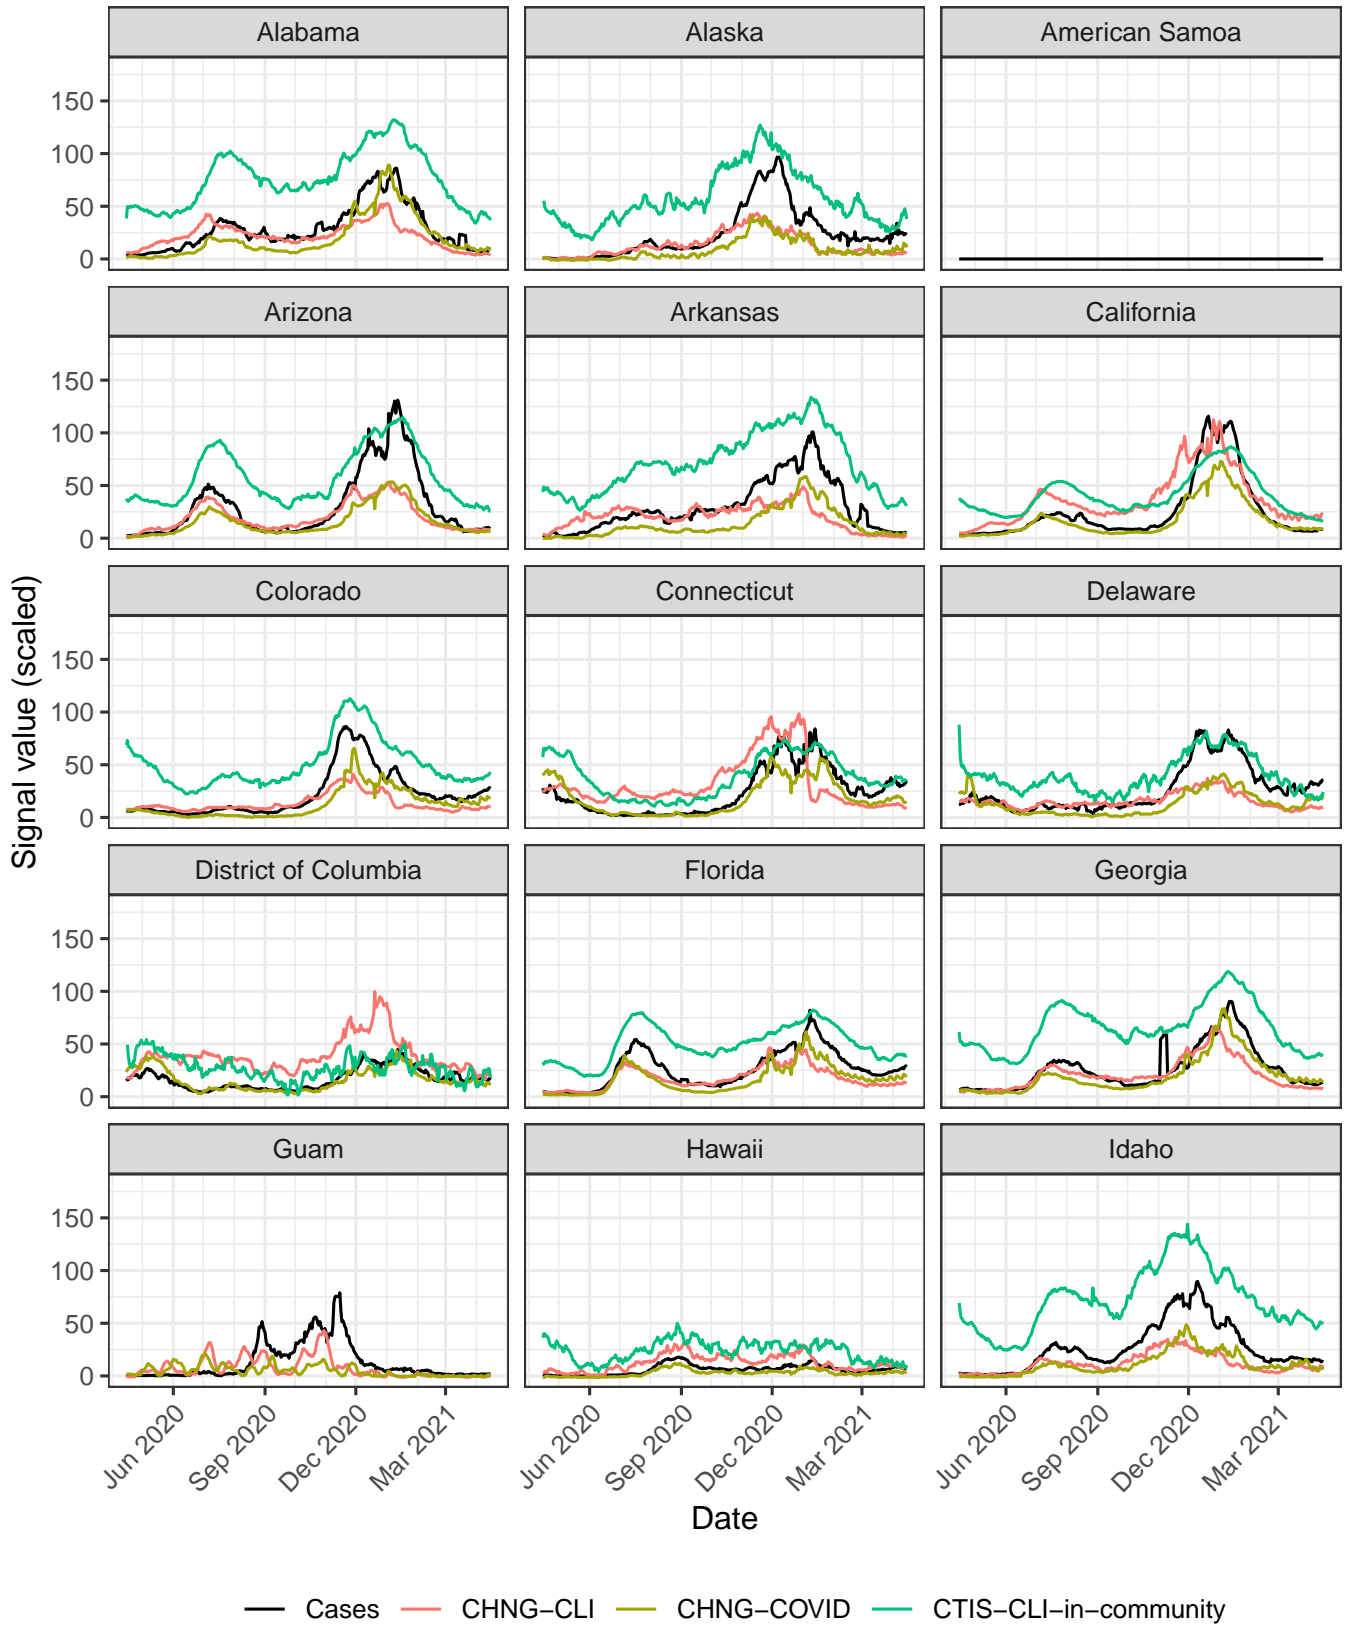 Alabama Alaska American Samoa
150
100
50
0
Arizona Arkansas California
150
100
50
0
Colorado Connecticut Delaware
150
100
50
0
Signal value (scaled)
District of Columbia Florida Georgia
150
100
50
0
Guam Hawaii Idaho
150
100
50
0
Jun 2020 Sep 2020 Dec 2020 Mar 2021 Jun 2020 Sep 2020 Dec 2020 Mar 2021 Jun 2020 Sep 2020 Dec 2020 Mar 2021
Date
Cases CHNG−CLI CHNG−COVID CTIS−CLI−in−community